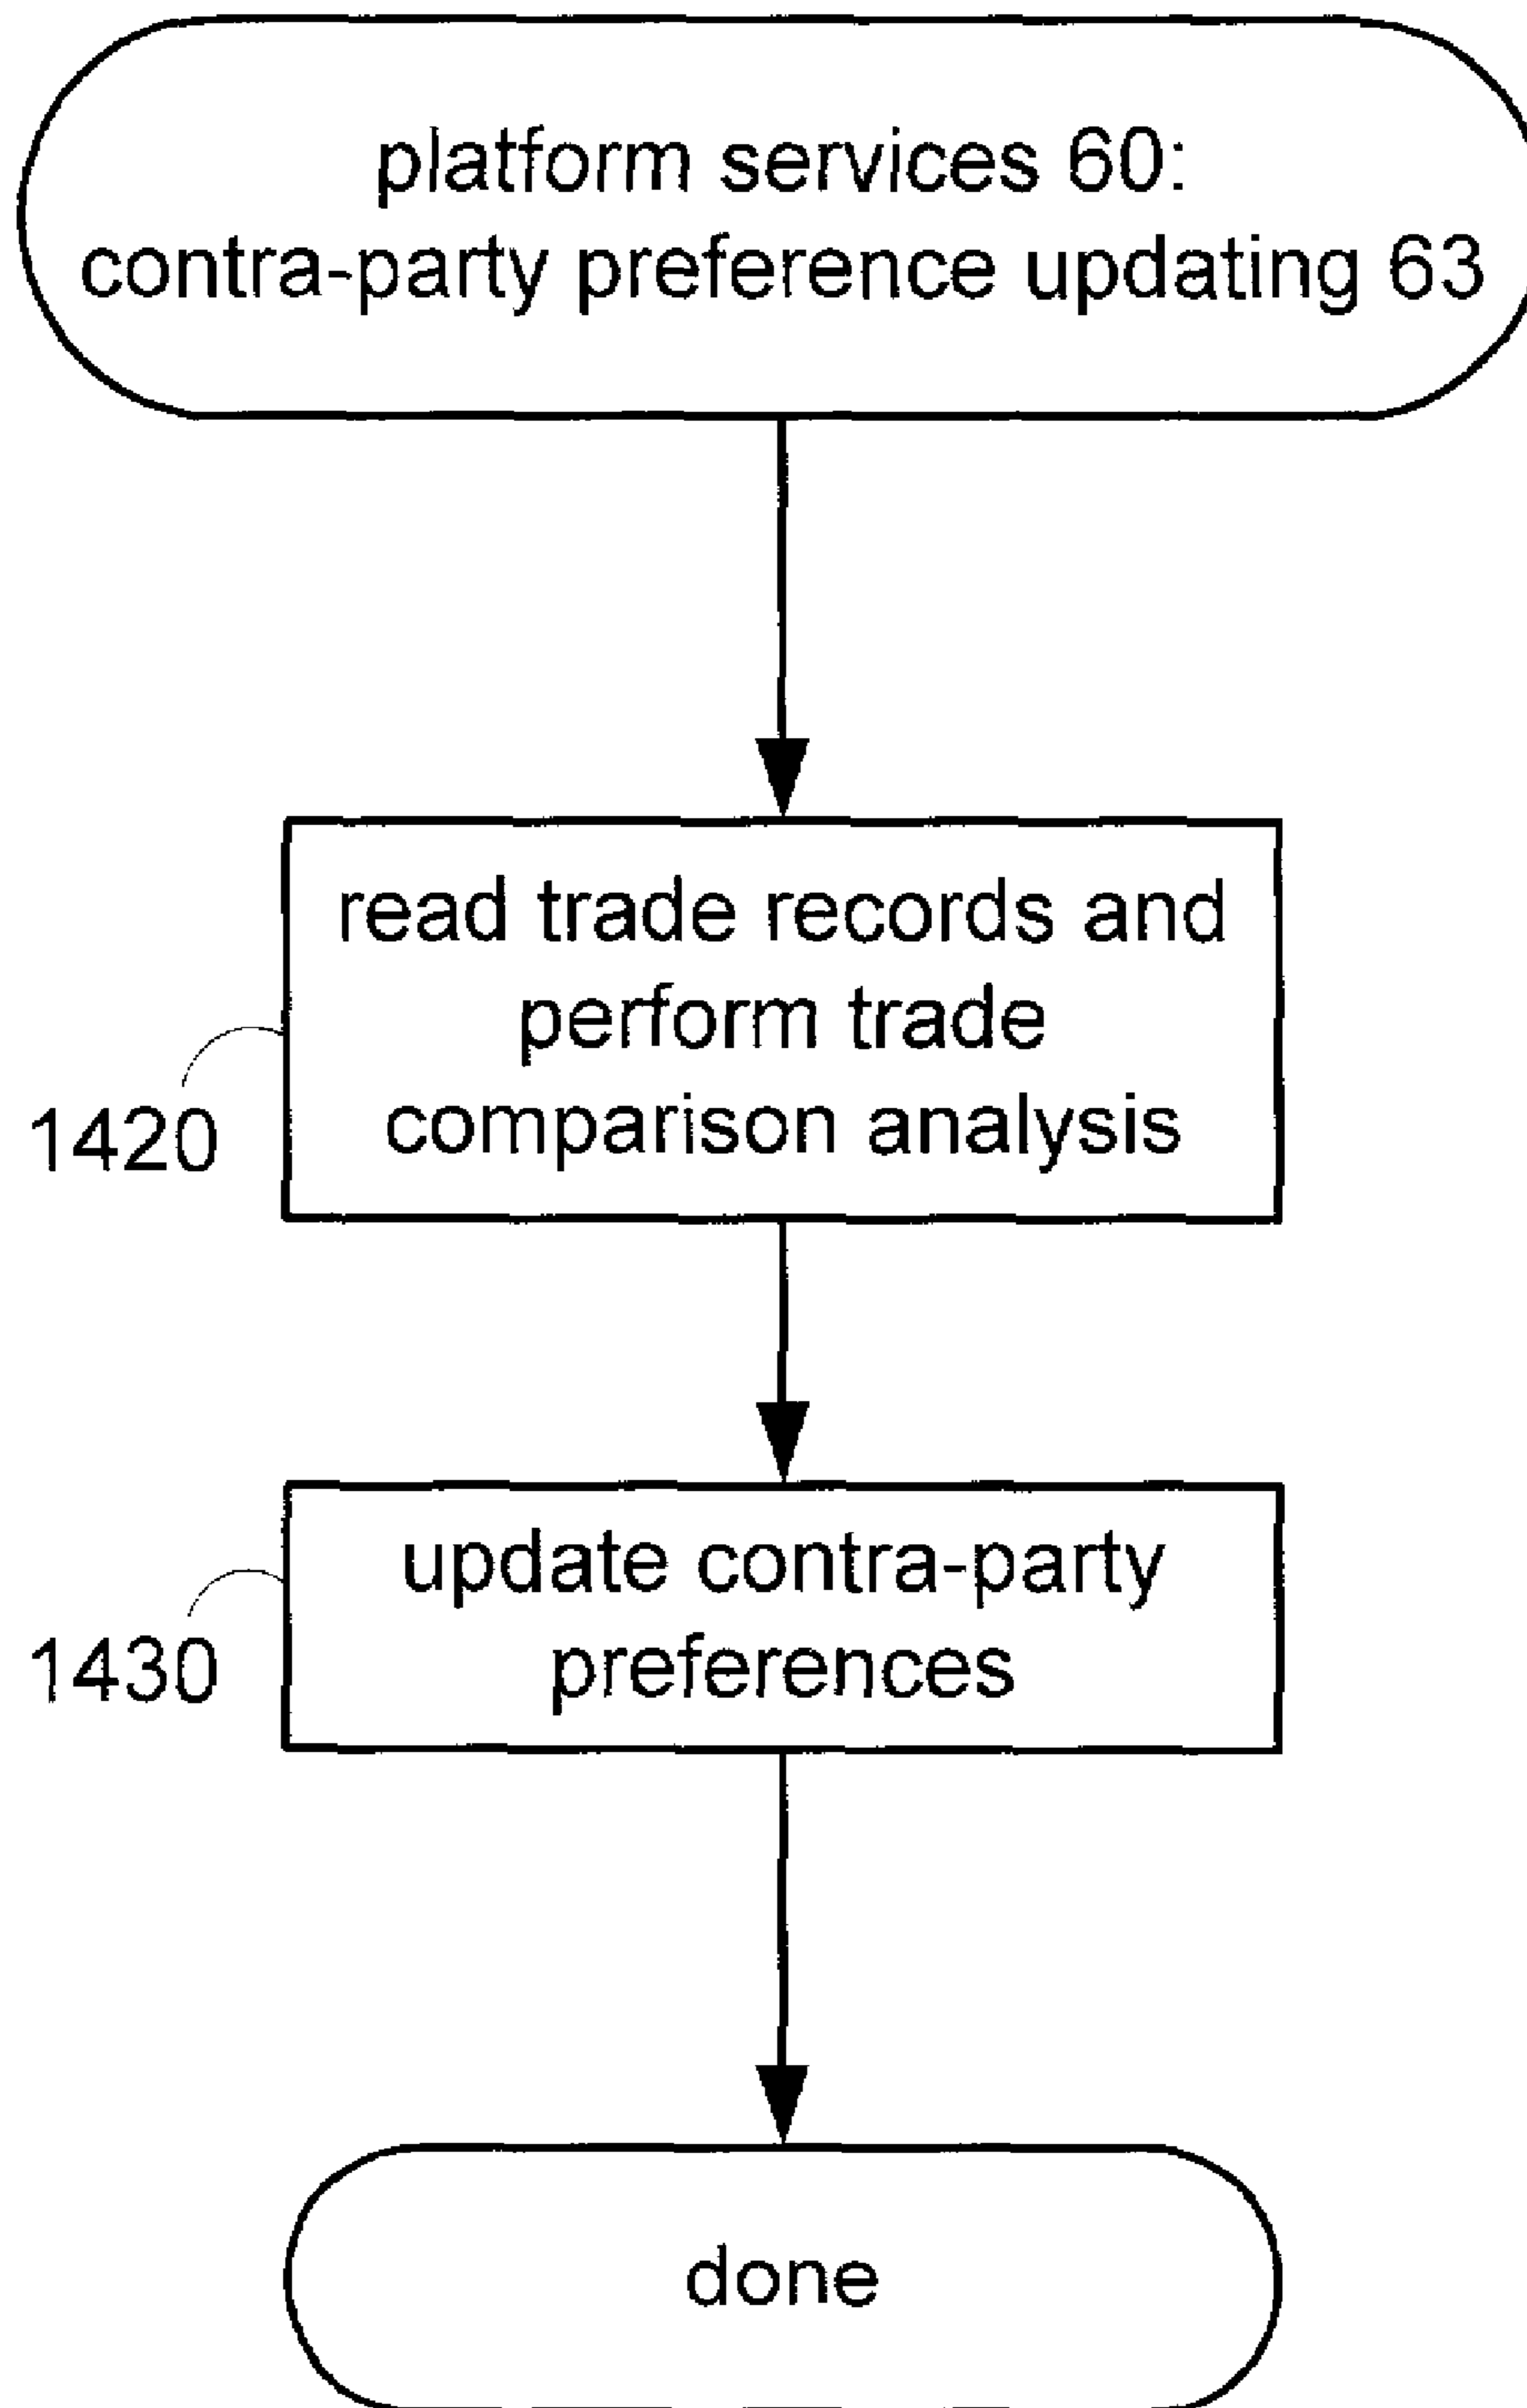 platform services 60:
contra-party preference updating 63
read trade records and
perform trade
comparison analysis
1420
update contra-party
preferences
1430
done